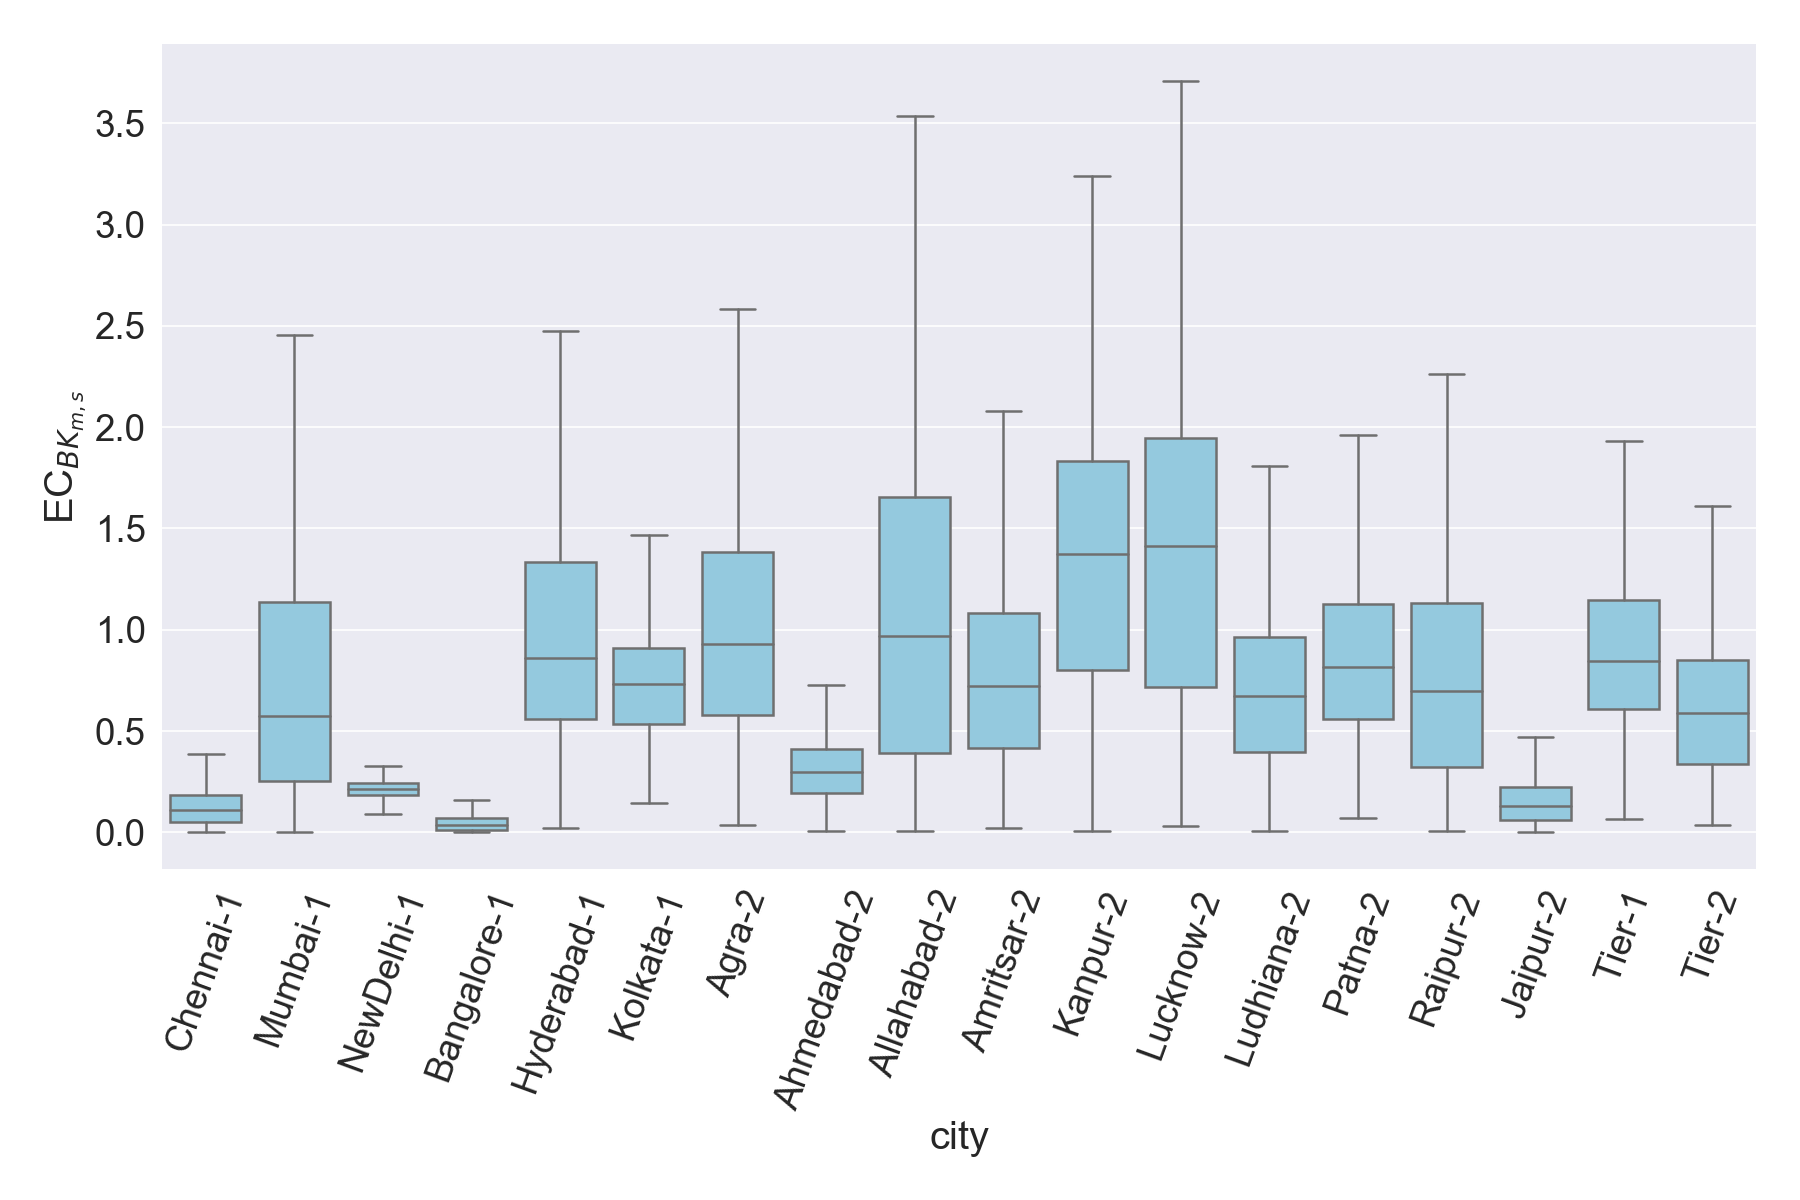 EC_{BK_{m,s}}
3.5
3.0
2.5
2.0
1.5
1.0
0.5
0.0
Chennai-1
Mumbai-1
NewDelhi-1
Bangalore-1
Hyderabad-1
Kolkata-1
Agra-2
Ahmedabad-2
Allahabad-2
Amritsar-2
Kanpur-2
Lucknow-2
Ludhiana-2
Patna-2
Raipur-2
Jaipur-2
Tier-1
Tier-2
city